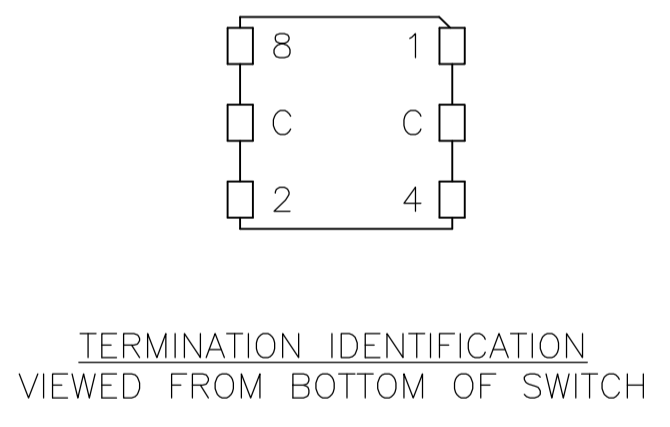 8 1
C C
2 4
TERMINATION IDENTIFICATION
VIEWED FROM BOTTOM OF SWITCH